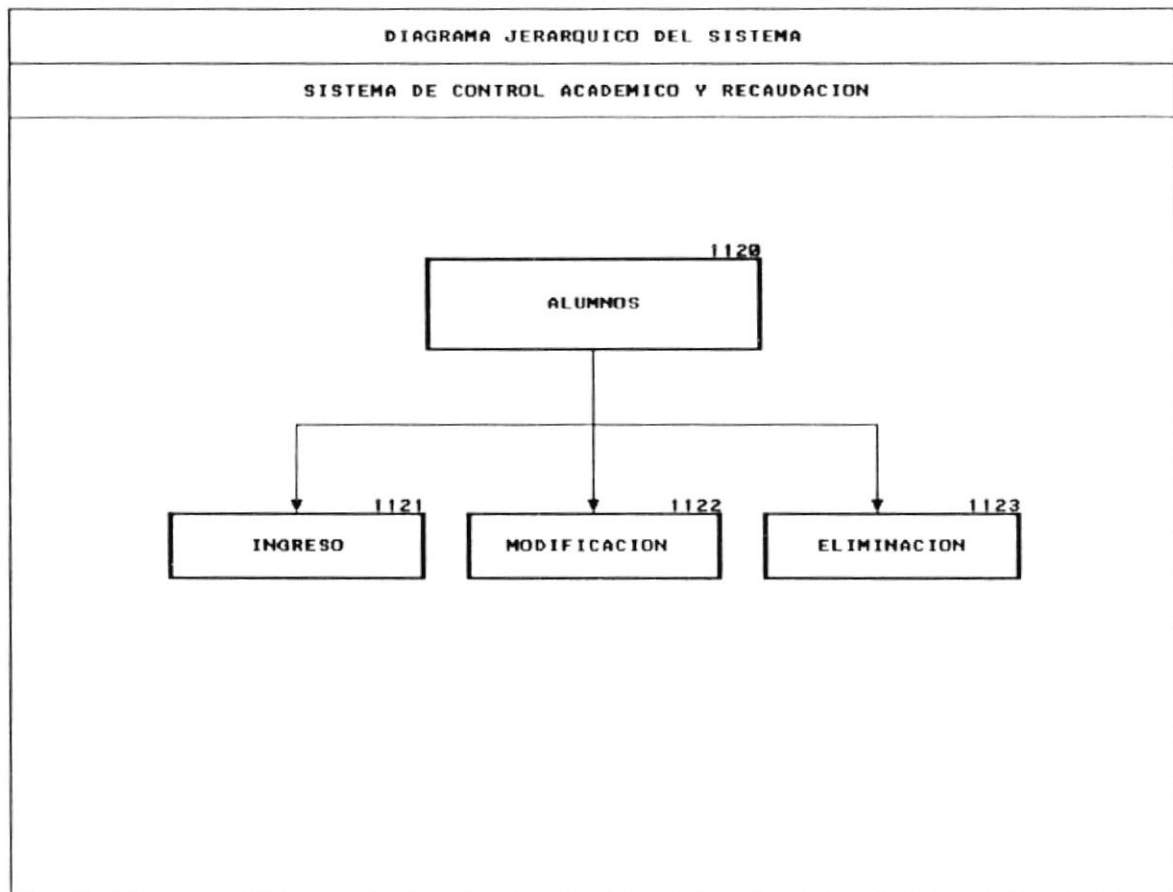 DIAGRAMA JERARQUICO DEL SISTEMA
SISTEMA DE CONTROL ACADEMICO Y RECAUDACION
1120
ALUMNOS
1121
INGRESO
1122
MODIFICACION
1123
ELIMINACION